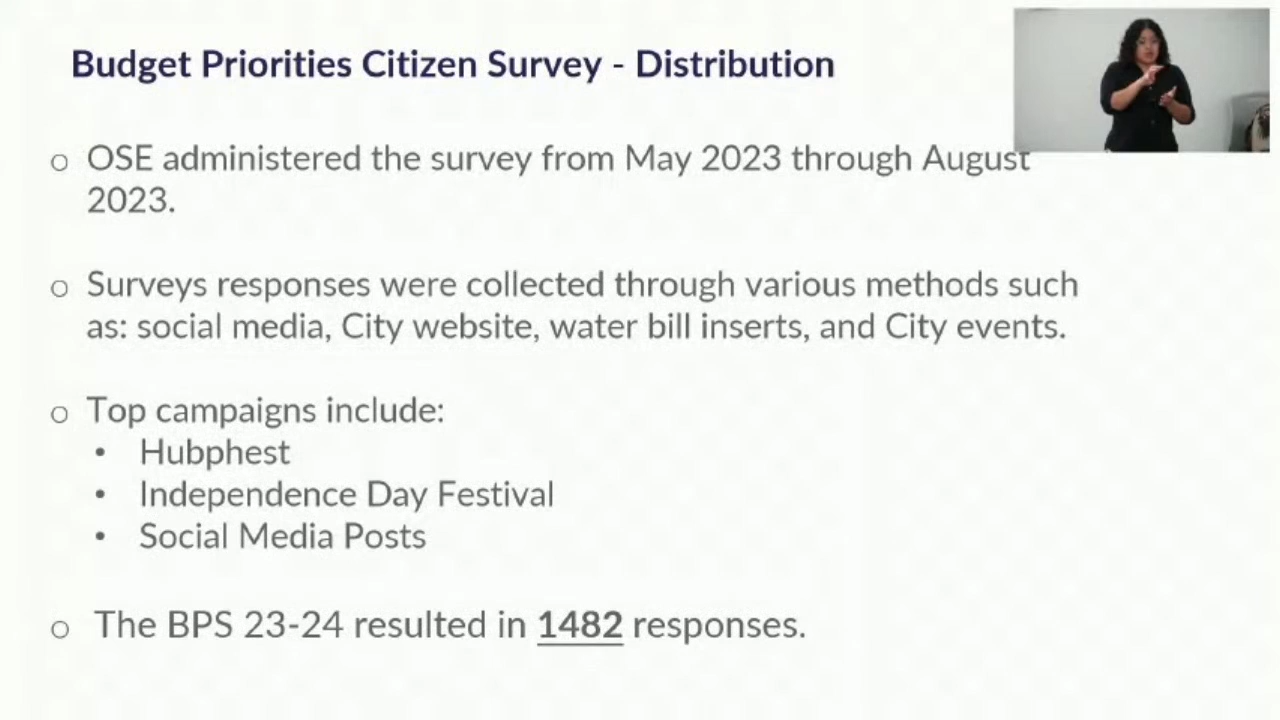 Budget Priorities Citizen Survey - Distribution
○ OSE administered the survey from May 2023 through August
2023.
○ Surveys responses were collected through various methods such
as: social media, City website, water bill inserts, and City events.
○ Top campaigns include:
• Hubphest
• Independence Day Festival
• Social Media Posts
○ The BPS 23-24 resulted in 1482 responses.